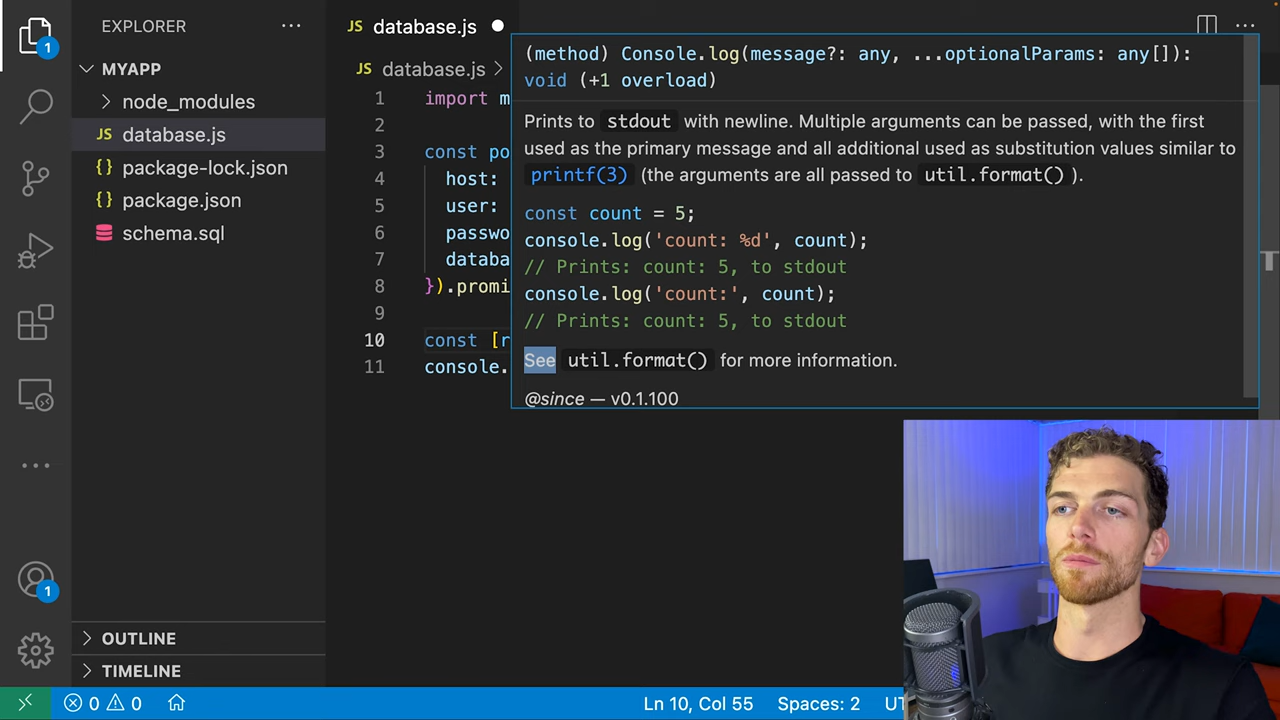 EXPLORER
MYAPP
node_modules
JS database.js
{} package-lock.json
{} package.json
schema.sql
OUTLINE
TIMELINE
1
1
JS database.js
JS database.js
1 import m
2
3 const po
4 host:
5 user:
6 passwo
7 databa
8 }).promi
9
10 const [r
11 console.
(method) Console.log(message?: any, ...optionalParams: any[]):
void (+1 overload)
Prints to stdout with newline. Multiple arguments can be passed, with the first
used as the primary message and all additional used as substitution values similar to
printf(3) (the arguments are all passed to util.format() ).
const count = 5;
console.log('count: %d', count);
// Prints: count: 5, to stdout
console.log('count:', count);
// Prints: count: 5, to stdout
See util.format() for more information.
@since — v0.1.100
0 0 Ln 10, Col 55 Spaces: 2 UT